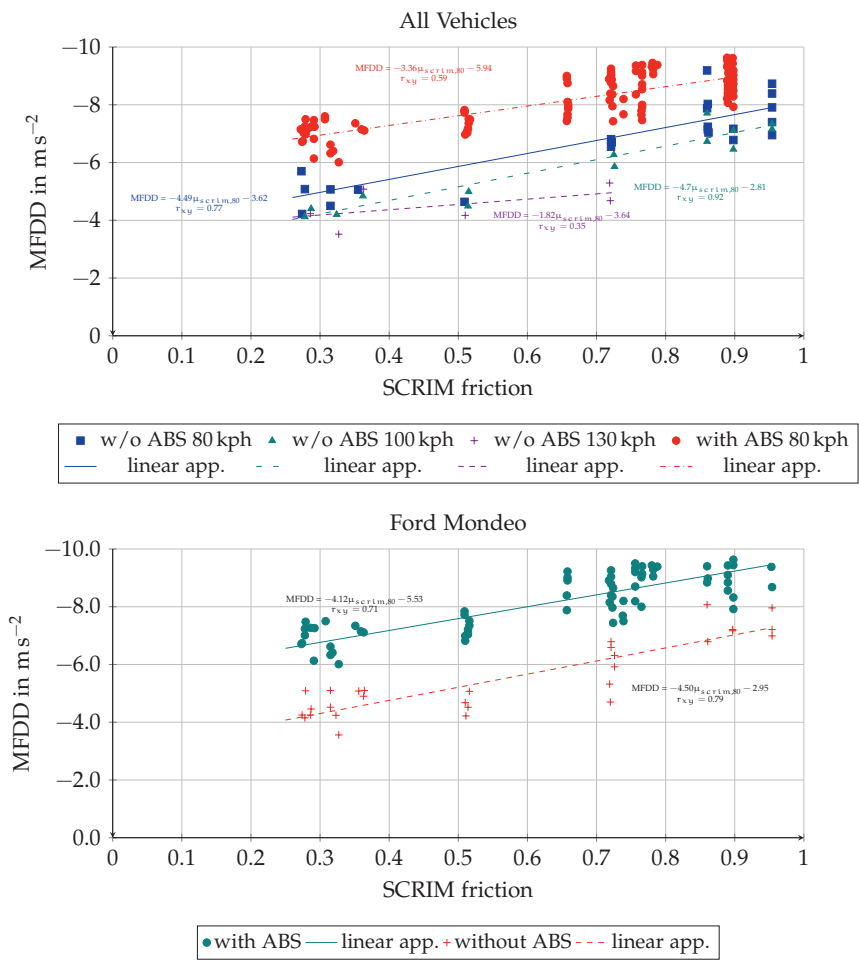 All Vehicles
−10
−8
−6
−4
−2
0
MFDD in m s−2
MFDD = −3.36μscrim,80 − 5.94
rxy = 0.59
MFDD = −4.49μscrim,80 − 3.62
rxy = 0.77
MFDD = −4.7μscrim,80 − 2.81
rxy = 0.92
MFDD = −1.82μscrim,80 − 3.64
rxy = 0.35
0 0.1 0.2 0.3 0.4 0.5 0.6 0.7 0.8 0.9 1
SCRIM friction
w/o ABS 80 kph w/o ABS 100 kph w/o ABS 130 kph with ABS 80 kph
linear app. linear app. linear app. linear app.
Ford Mondeo
−10.0
−8.0
−6.0
−4.0
−2.0
0.0
MFDD in m s−2
MFDD = −4.12μscrim,80 − 5.53
rxy = 0.71
MFDD = −4.50μscrim,80 − 2.95
rxy = 0.79
0 0.1 0.2 0.3 0.4 0.5 0.6 0.7 0.8 0.9 1
SCRIM friction
with ABS linear app. without ABS linear app.